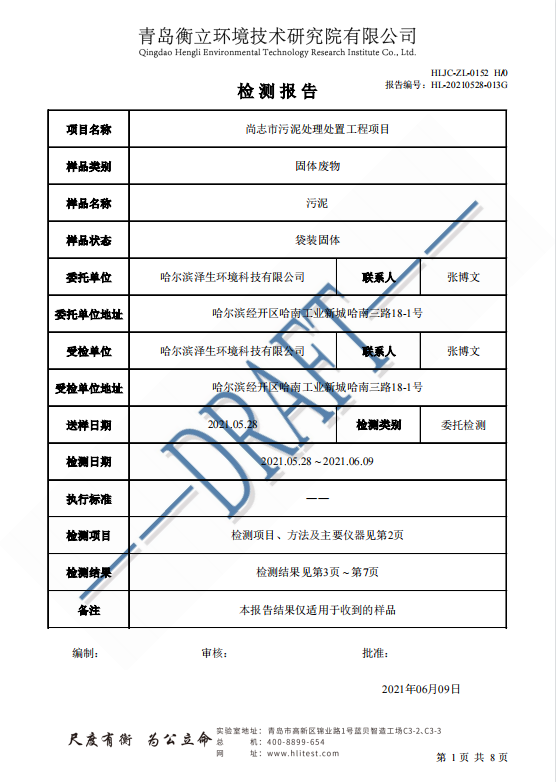 青岛衡立环境技术研究院有限公司
Qingdao Hengli Environmental Technology Research Institute Co., Ltd.
HLJC-ZL-0152 H/0
检测报告
报告编号：HL-20210528-013G
项目名称 尚志市污泥处理处置工程项目
样品类别 固体废物
样品名称 污泥
样品状态 袋装固体
委托单位 哈尔滨泽生环境科技有限公司 联系人 张博文
委托单位地址 哈尔滨经开区哈南工业新城哈南三路18-1号
受检单位 哈尔滨泽生环境科技有限公司 联系人 张博文
受检单位地址 哈尔滨经开区哈南工业新城哈南三路18-1号
送样日期 2021.05.28 检测类别 委托检测
检测日期 2021.05.28～2021.06.09
执行标准 ——
检测项目 检测项目、方法及主要仪器见第2页
检测结果 检测结果见第3页～第7页
备注 本报告结果仅适用于收到的样品
DRAFT
编制： 审核： 批准：
2021年06月09日
尺度有衡 为公立命
实验室地址：青岛市高新区锦业路1号蓝贝智造工场C3-2、C3-3
总 机：400-8899-654
网 址：www.hlitest.com
第 1 页 共 8 页